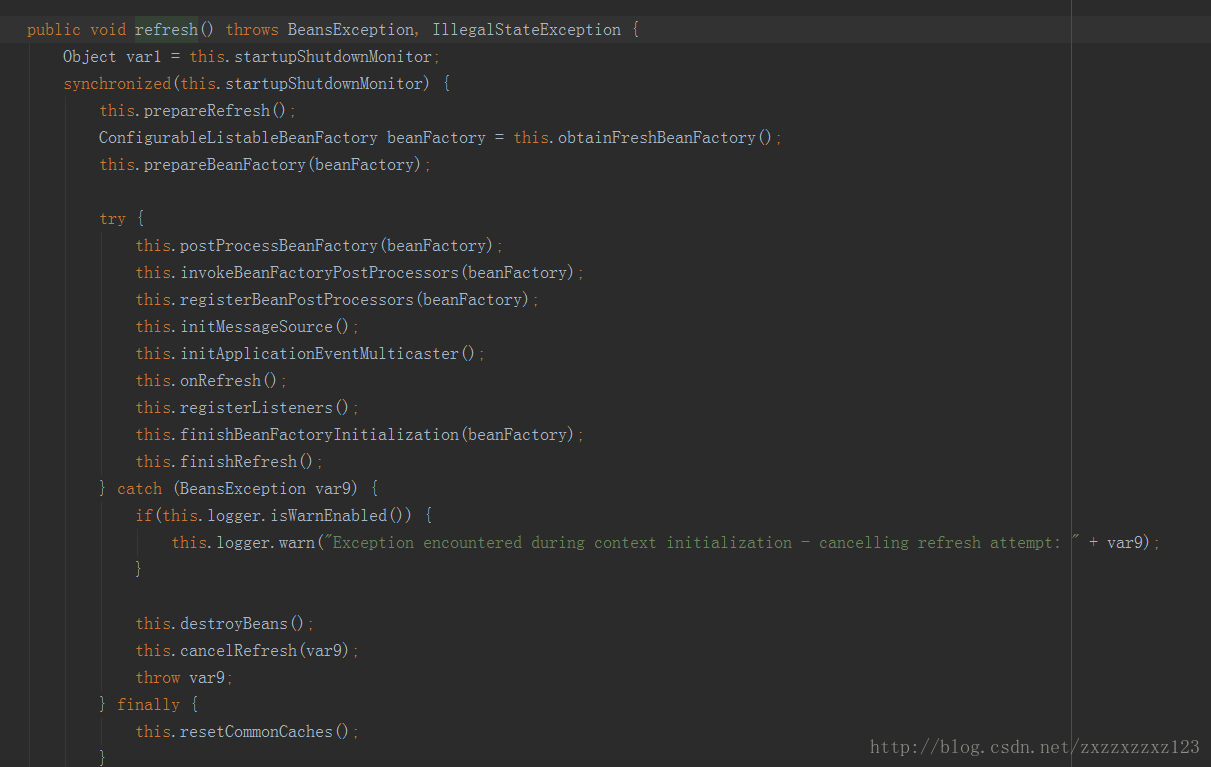 public void refresh() throws BeansException, IllegalStateException {
    Object var1 = this.startupShutdownMonitor;
    synchronized(this.startupShutdownMonitor) {
        this.prepareRefresh();
        ConfigurableListableBeanFactory beanFactory = this.obtainFreshBeanFactory();
        this.prepareBeanFactory(beanFactory);

        try {
            this.postProcessBeanFactory(beanFactory);
            this.invokeBeanFactoryPostProcessors(beanFactory);
            this.registerBeanPostProcessors(beanFactory);
            this.initMessageSource();
            this.initApplicationEventMulticaster();
            this.onRefresh();
            this.registerListeners();
            this.finishBeanFactoryInitialization(beanFactory);
            this.finishRefresh();
        } catch (BeansException var9) {
            if(this.logger.isWarnEnabled()) {
                this.logger.warn("Exception encountered during context initialization - cancelling refresh attempt: " + var9);
            }

            this.destroyBeans();
            this.cancelRefresh(var9);
            throw var9;
        } finally {
            this.resetCommonCaches();
        }
http://blog.csdn.net/zxzzxzzxz123